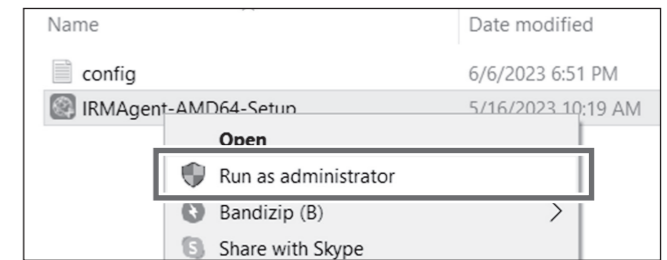 Name Date modified
config 6/6/2023 6:51 PM
IRMAgent-AMD64-Setup 5/16/2023 10:19 AM
Open
Run as administrator
Bandizip (B)
Share with Skype